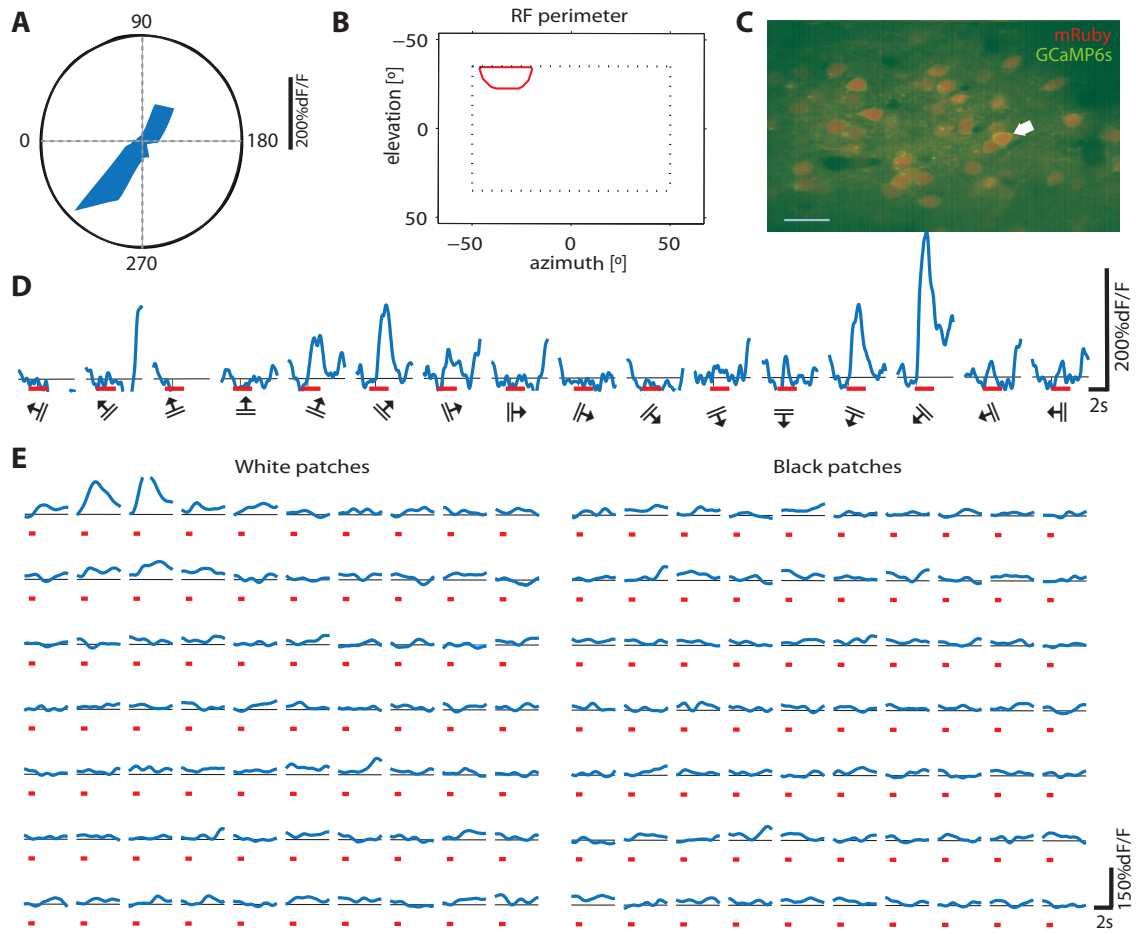 A
90
0
180
270
200%dF/F
B
RF perimeter
−50
0
50
elevation [º]
−50
0
50
azimuth [º]
C
mRuby
GCaMP6s
D
200%dF/F
2s
E
White patches
Black patches
150%dF/F
2s